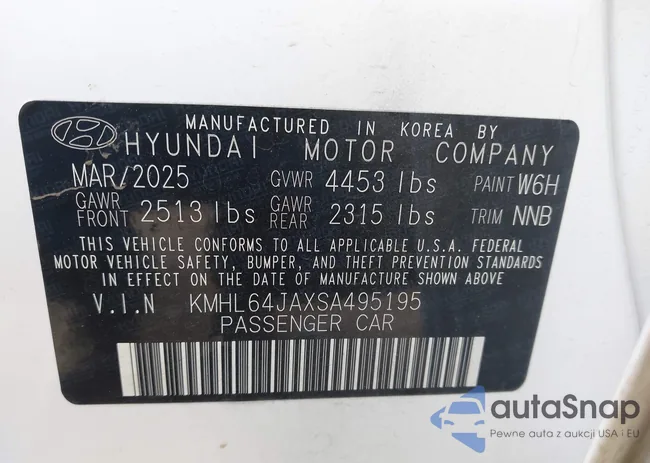 MANUFACTURED IN KOREA BY
HYUNDAI MOTOR COMPANY
MAR/2025 GVWR 4453 lbs PAINT W6H
GAWR FRONT 2513 lbs GAWR REAR 2315 lbs TRIM NNB
THIS VEHICLE CONFORMS TO ALL APPLICABLE U.S.A. FEDERAL
MOTOR VEHICLE SAFETY, BUMPER, AND THEFT PREVENTION STANDARDS
IN EFFECT ON THE DATE OF MANUFACTURE SHOWN ABOVE
V.I.N KMHL64JAXSA495195
PASSENGER CAR
autaSnap
Pewne auta z aukcji USA i EU